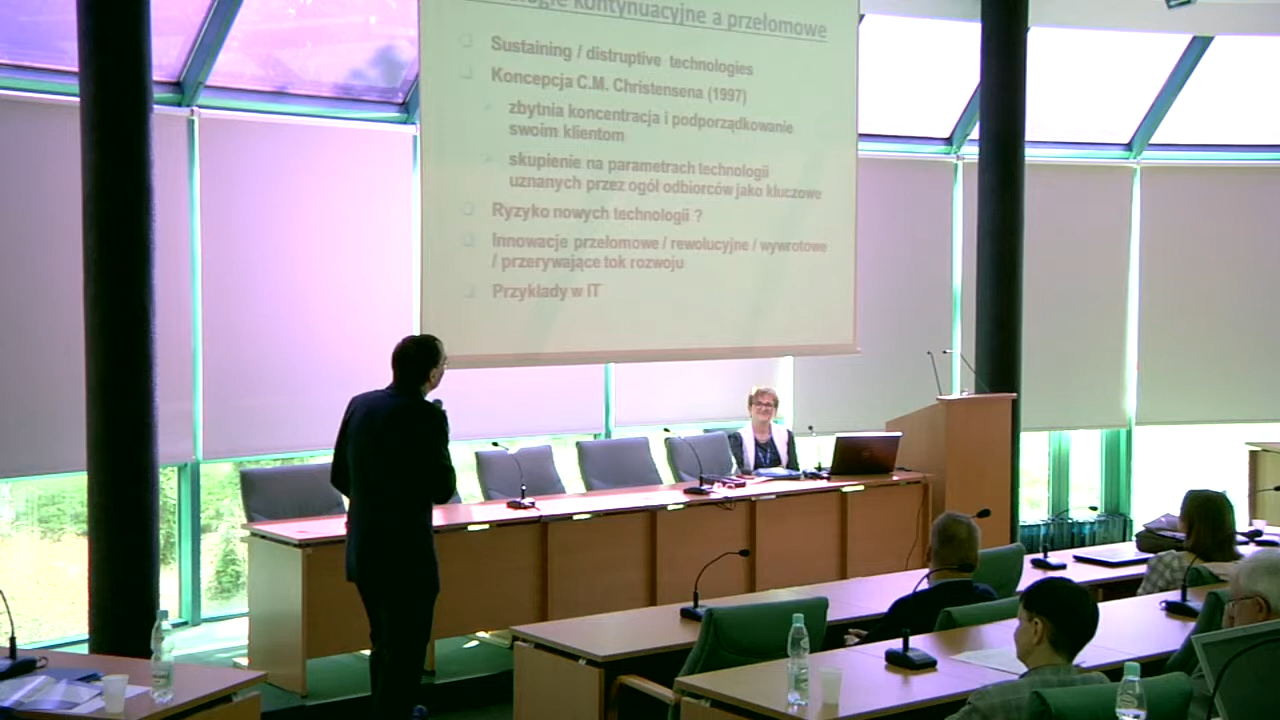 kontynuacyjne a przełomowe
Sustaining / distruptive technologies
Koncepcja C.M. Christensena (1997)
zbytnia koncentracja i podporządkowanie
swoim klientom
skupienie na parametrach technologii
uznanych przez ogół odbiorców jako kluczowe
Ryzyko nowych technologii ?
Innowacje przełomowe / rewolucyjne / wywrotowe
/ przerywające tok rozwoju
Przykłady w IT